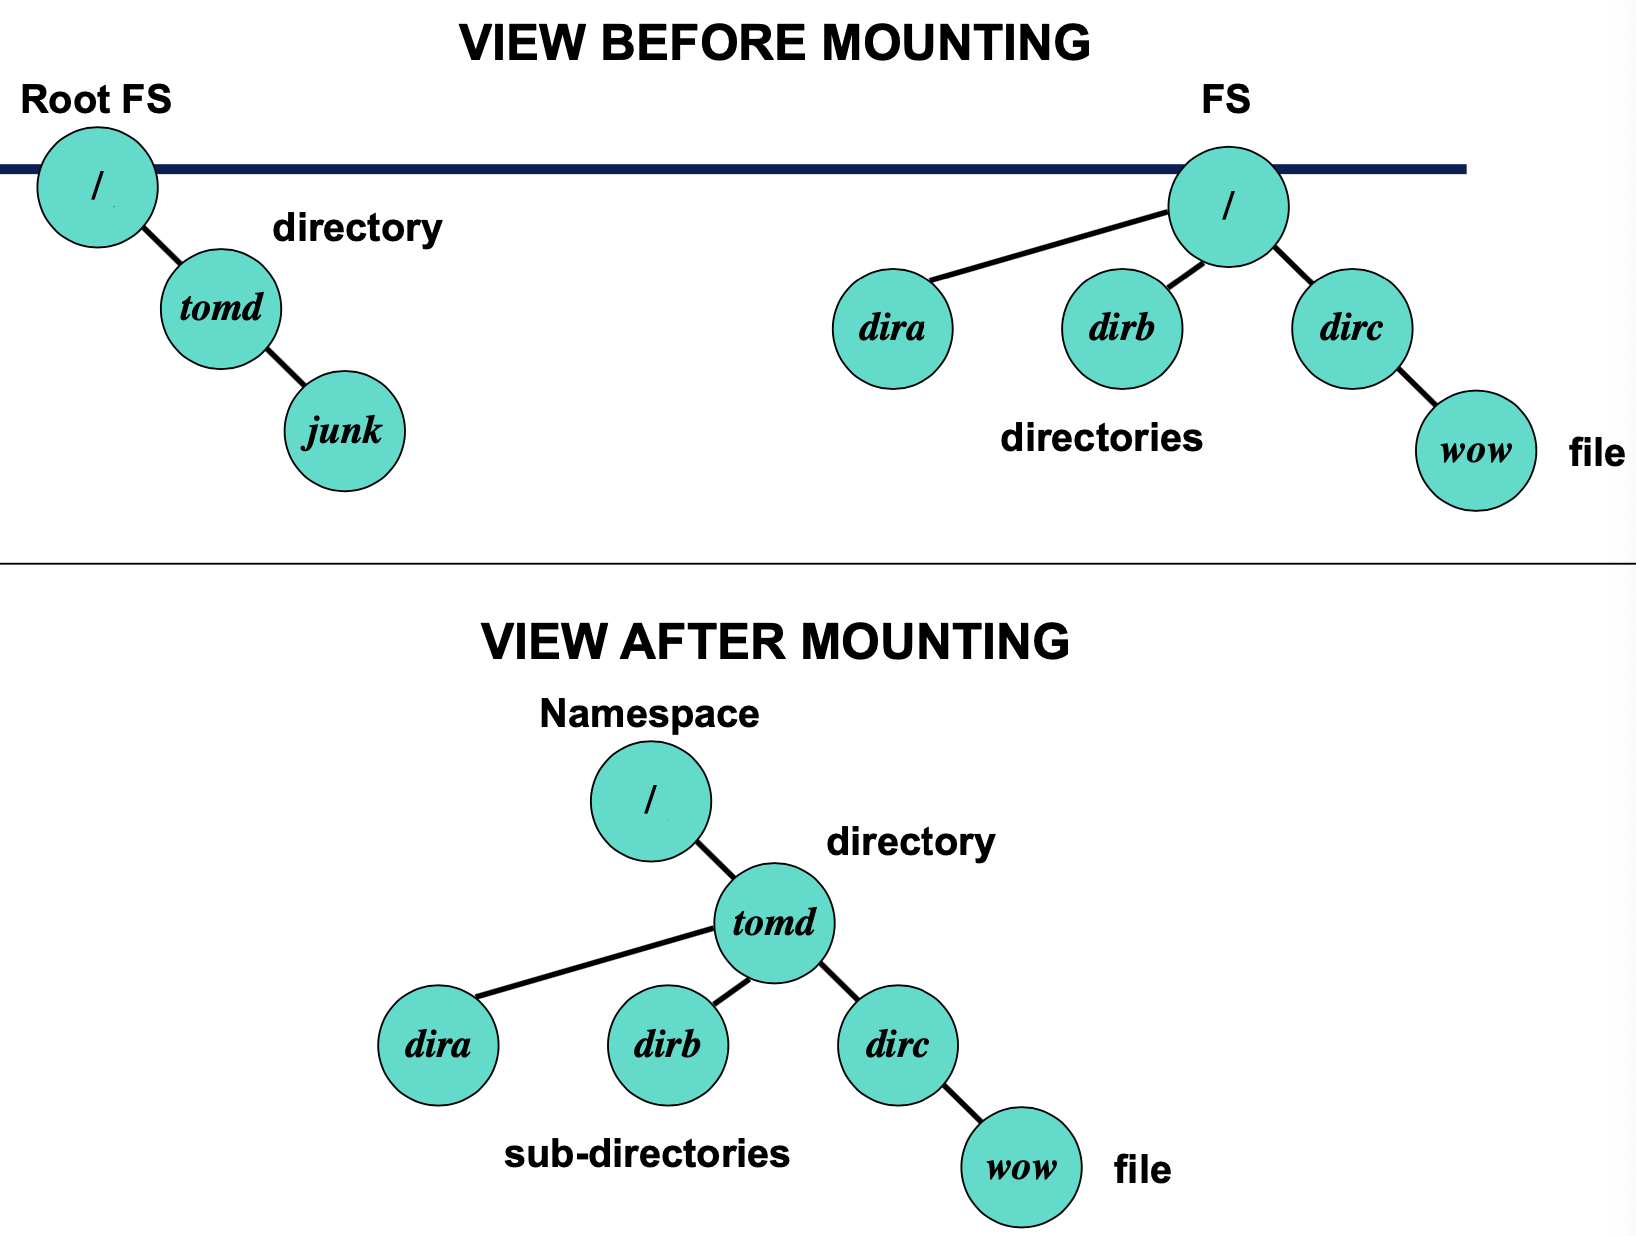 VIEW BEFORE MOUNTING
Root FS
FS
/
/
directory
tomd
dira
dirb
dirc
junk
directories
wow
file
VIEW AFTER MOUNTING
Namespace
/
directory
tomd
dira
dirb
dirc
sub-directories
wow
file